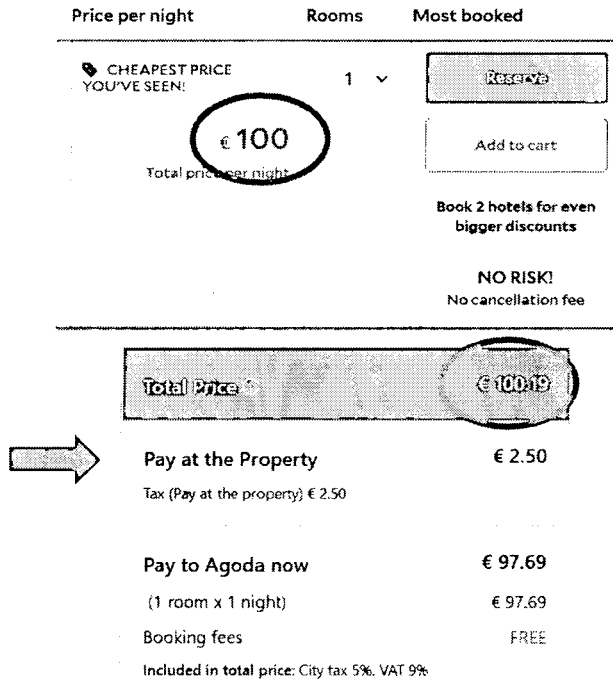 Price per night Rooms Most booked
CHEAPEST PRICE
YOU'VE SEEN!
1
Reserve
€ 100
Total price per night
Add to cart
Book 2 hotels for even
bigger discounts
NO RISK!
No cancellation fee
Total Price € 100.19
Pay at the Property € 2.50
Tax (Pay at the property) € 2.50
Pay to Agoda now € 97.69
(1 room x 1 night) € 97.69
Booking fees FREE
Included in total price: City tax 5%, VAT 9%